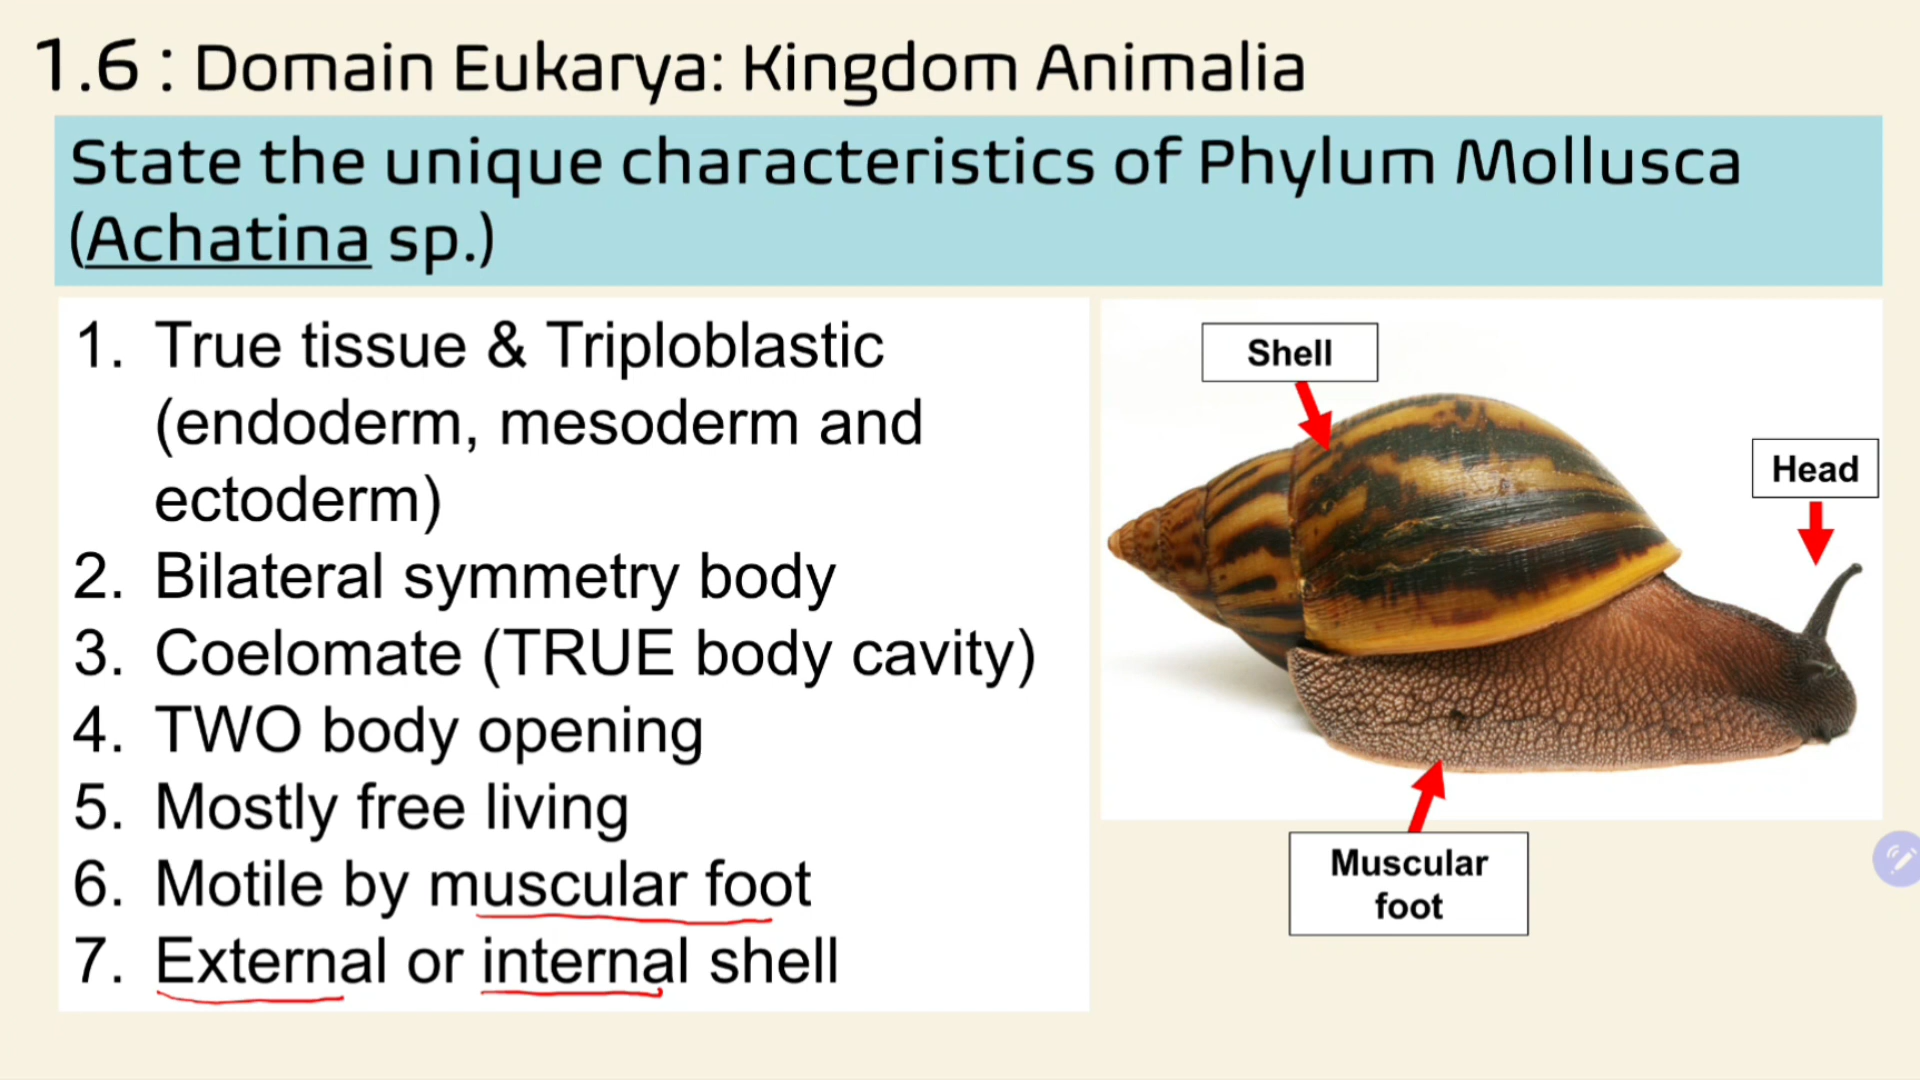 1.6 : Domain Eukarya: Kingdom Animalia
State the unique characteristics of Phylum Mollusca
(Achatina sp.)
1. True tissue & Triploblastic
(endoderm, mesoderm and
ectoderm)
2. Bilateral symmetry body
3. Coelomate (TRUE body cavity)
4. TWO body opening
5. Mostly free living
6. Motile by muscular foot
7. External or internal shell
Shell
Head
Muscular
foot